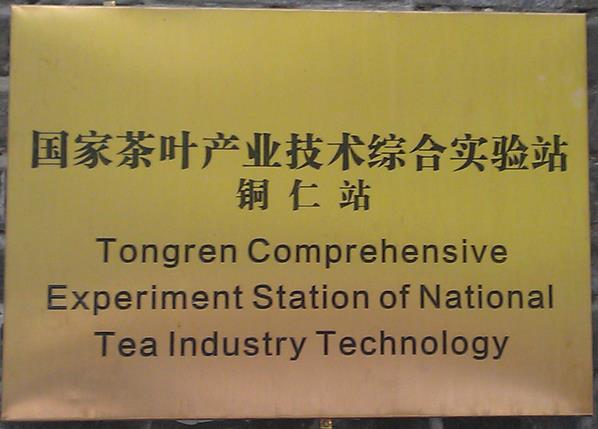 国家茶叶产业技术综合实验站
铜仁站
Tongren Comprehensive
Experiment Station of National
Tea Industry Technology